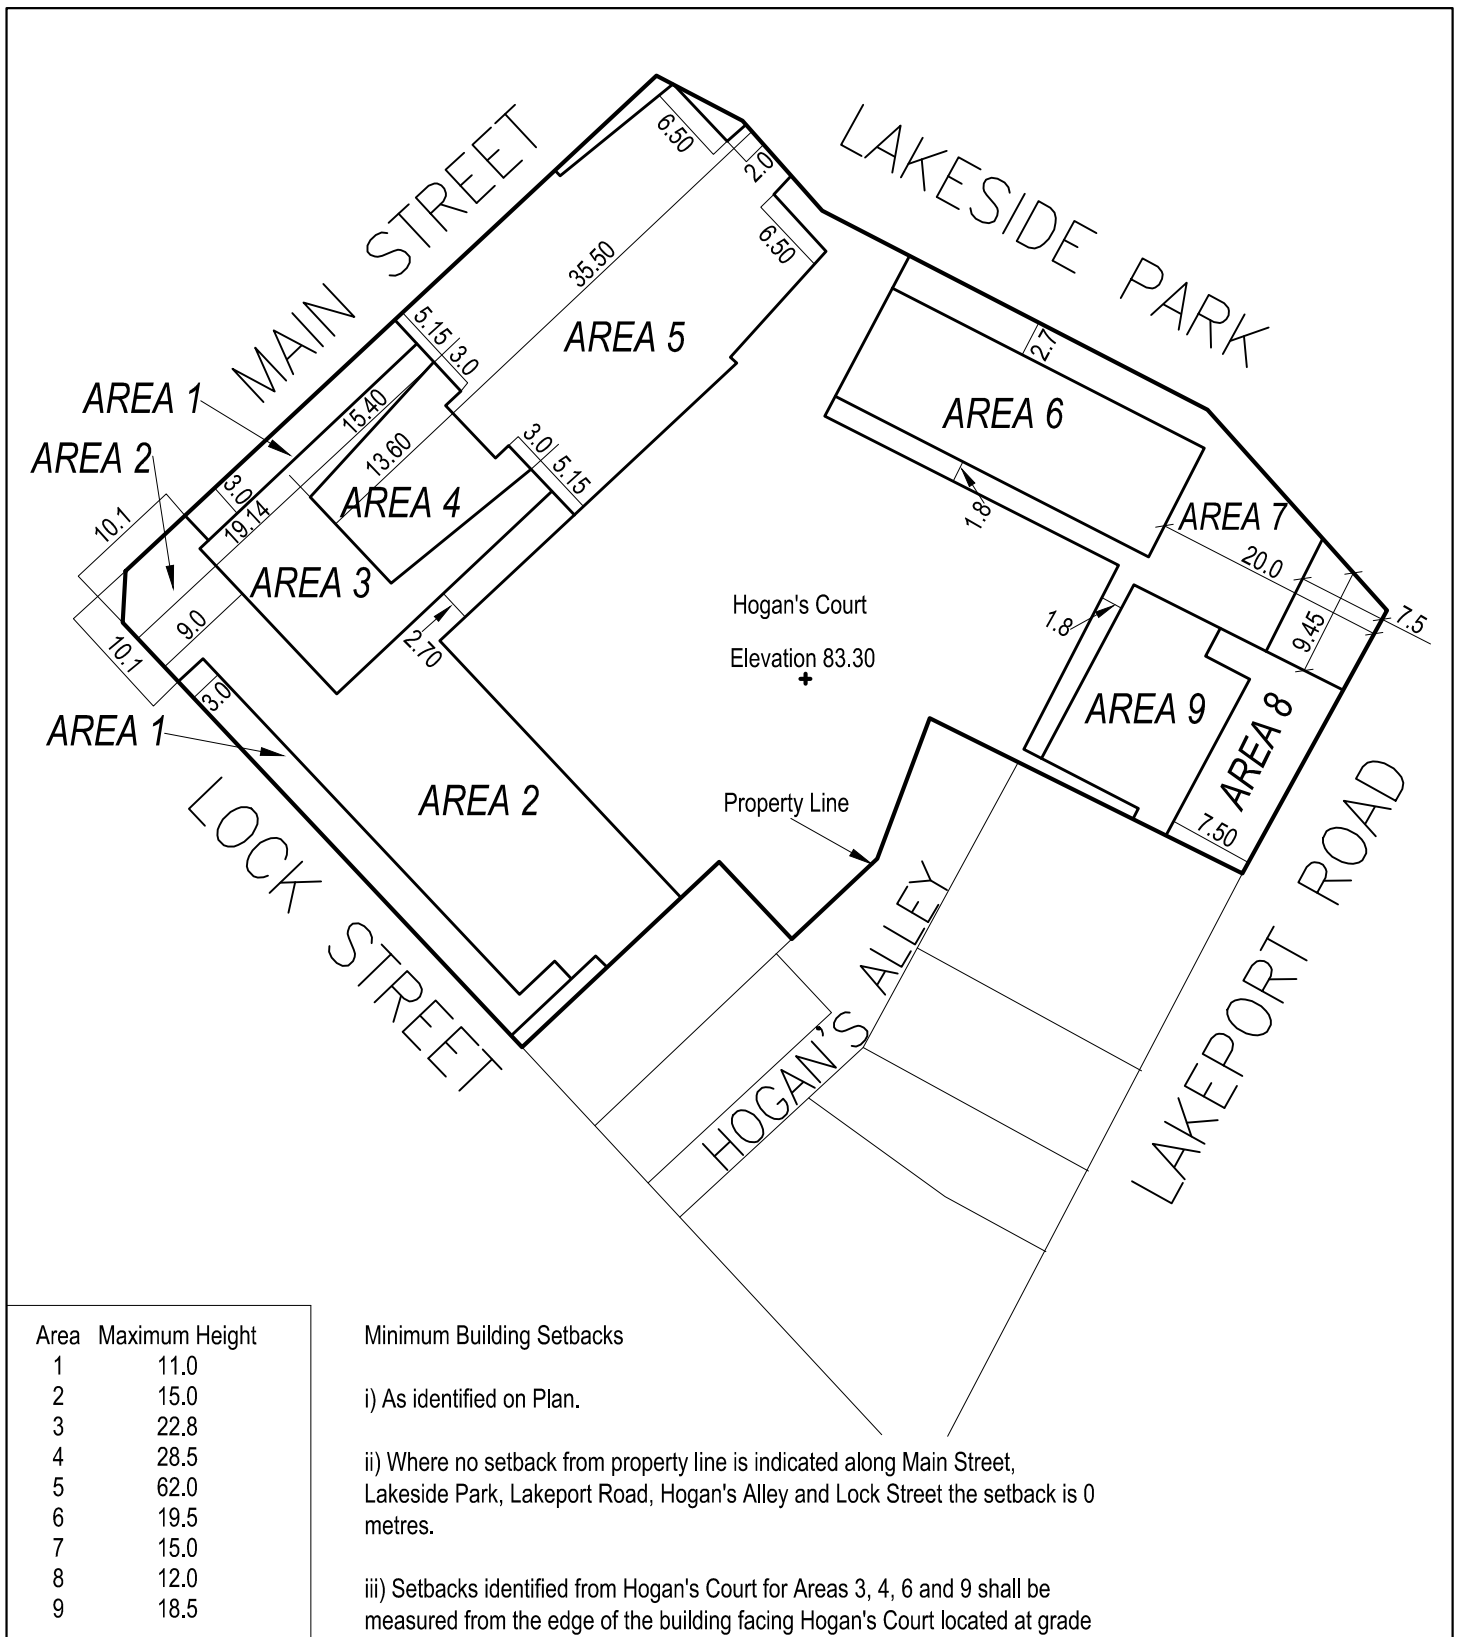 MAIN STREET
LAKESIDE PARK
6.50
2.0
6.50
35.50
AREA 5
5.15
3.0
AREA 1
15.40
AREA 2
13.60
3.0
5.15
AREA 6
2.7
3.0
19.14
AREA 4
10.1
1.8
AREA 7
20.0
AREA 3
9.0
2.70
10.1
Hogan's Court
Elevation 83.30
1.8
9.45
7.5
3.0
AREA 1
AREA 9
AREA 8
AREA 2
Property Line
7.50
LOCK STREET
HOGAN'S ALLEY
LAKEPORT ROAD
Area Maximum Height
1 11.0
2 15.0
3 22.8
4 28.5
5 62.0
6 19.5
7 15.0
8 12.0
9 18.5
Minimum Building Setbacks
i) As identified on Plan.
ii) Where no setback from property line is indicated along Main Street,
Lakeside Park, Lakeport Road, Hogan's Alley and Lock Street the setback is 0
metres.
iii) Setbacks identified from Hogan's Court for Areas 3, 4, 6 and 9 shall be
measured from the edge of the building facing Hogan's Court located at grade